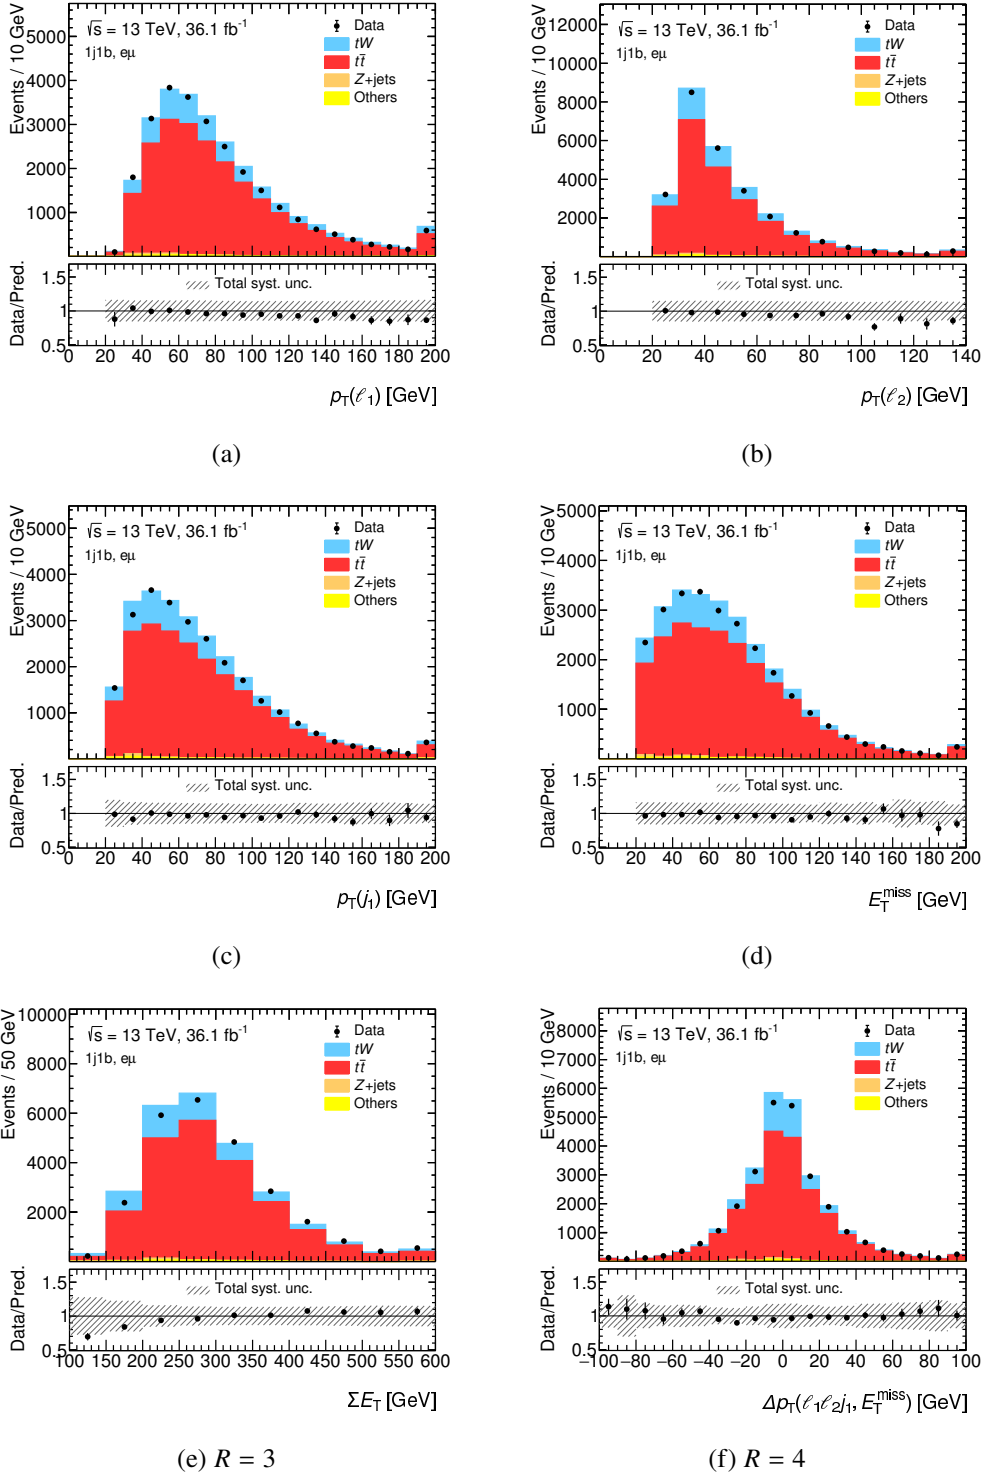 Events / 10 GeV
√s = 13 TeV, 36.1 fb⁻¹
1j1b, eμ
Data
tW
tt̄
Z+jets
Others
5000
4000
3000
2000
1000
Data/Pred.
Total syst. unc.
1.5
1
0.5
0 20 40 60 80 100 120 140 160 180 200
p_T(ℓ₁) [GeV]
(a)
Events / 10 GeV
√s = 13 TeV, 36.1 fb⁻¹
1j1b, eμ
Data
tW
tt̄
Z+jets
Others
12000
10000
8000
6000
4000
2000
Data/Pred.
Total syst. unc.
1.5
1
0.5
0 20 40 60 80 100 120 140
p_T(ℓ₂) [GeV]
(b)
Events / 10 GeV
√s = 13 TeV, 36.1 fb⁻¹
1j1b, eμ
Data
tW
tt̄
Z+jets
Others
5000
4000
3000
2000
1000
Data/Pred.
Total syst. unc.
1.5
1
0.5
0 20 40 60 80 100 120 140 160 180 200
p_T(j₁) [GeV]
(c)
Events / 10 GeV
√s = 13 TeV, 36.1 fb⁻¹
1j1b, eμ
Data
tW
tt̄
Z+jets
Others
5000
4000
3000
2000
1000
Data/Pred.
Total syst. unc.
1.5
1
0.5
0 20 40 60 80 100 120 140 160 180 200
E_T^miss [GeV]
(d)
Events / 50 GeV
√s = 13 TeV, 36.1 fb⁻¹
1j1b, eμ
Data
tW
tt̄
Z+jets
Others
10000
8000
6000
4000
2000
Data/Pred.
Total syst. unc.
1.5
1
0.5
100 150 200 250 300 350 400 450 500 550 600
ΣE_T [GeV]
(e) R = 3
Events / 10 GeV
√s = 13 TeV, 36.1 fb⁻¹
1j1b, eμ
Data
tW
tt̄
Z+jets
Others
8000
7000
6000
5000
4000
3000
2000
1000
Data/Pred.
Total syst. unc.
1.5
1
0.5
−100 −80 −60 −40 −20 0 20 40 60 80 100
Δp_T(ℓ₁ℓ₂j₁, E_T^miss) [GeV]
(f) R = 4